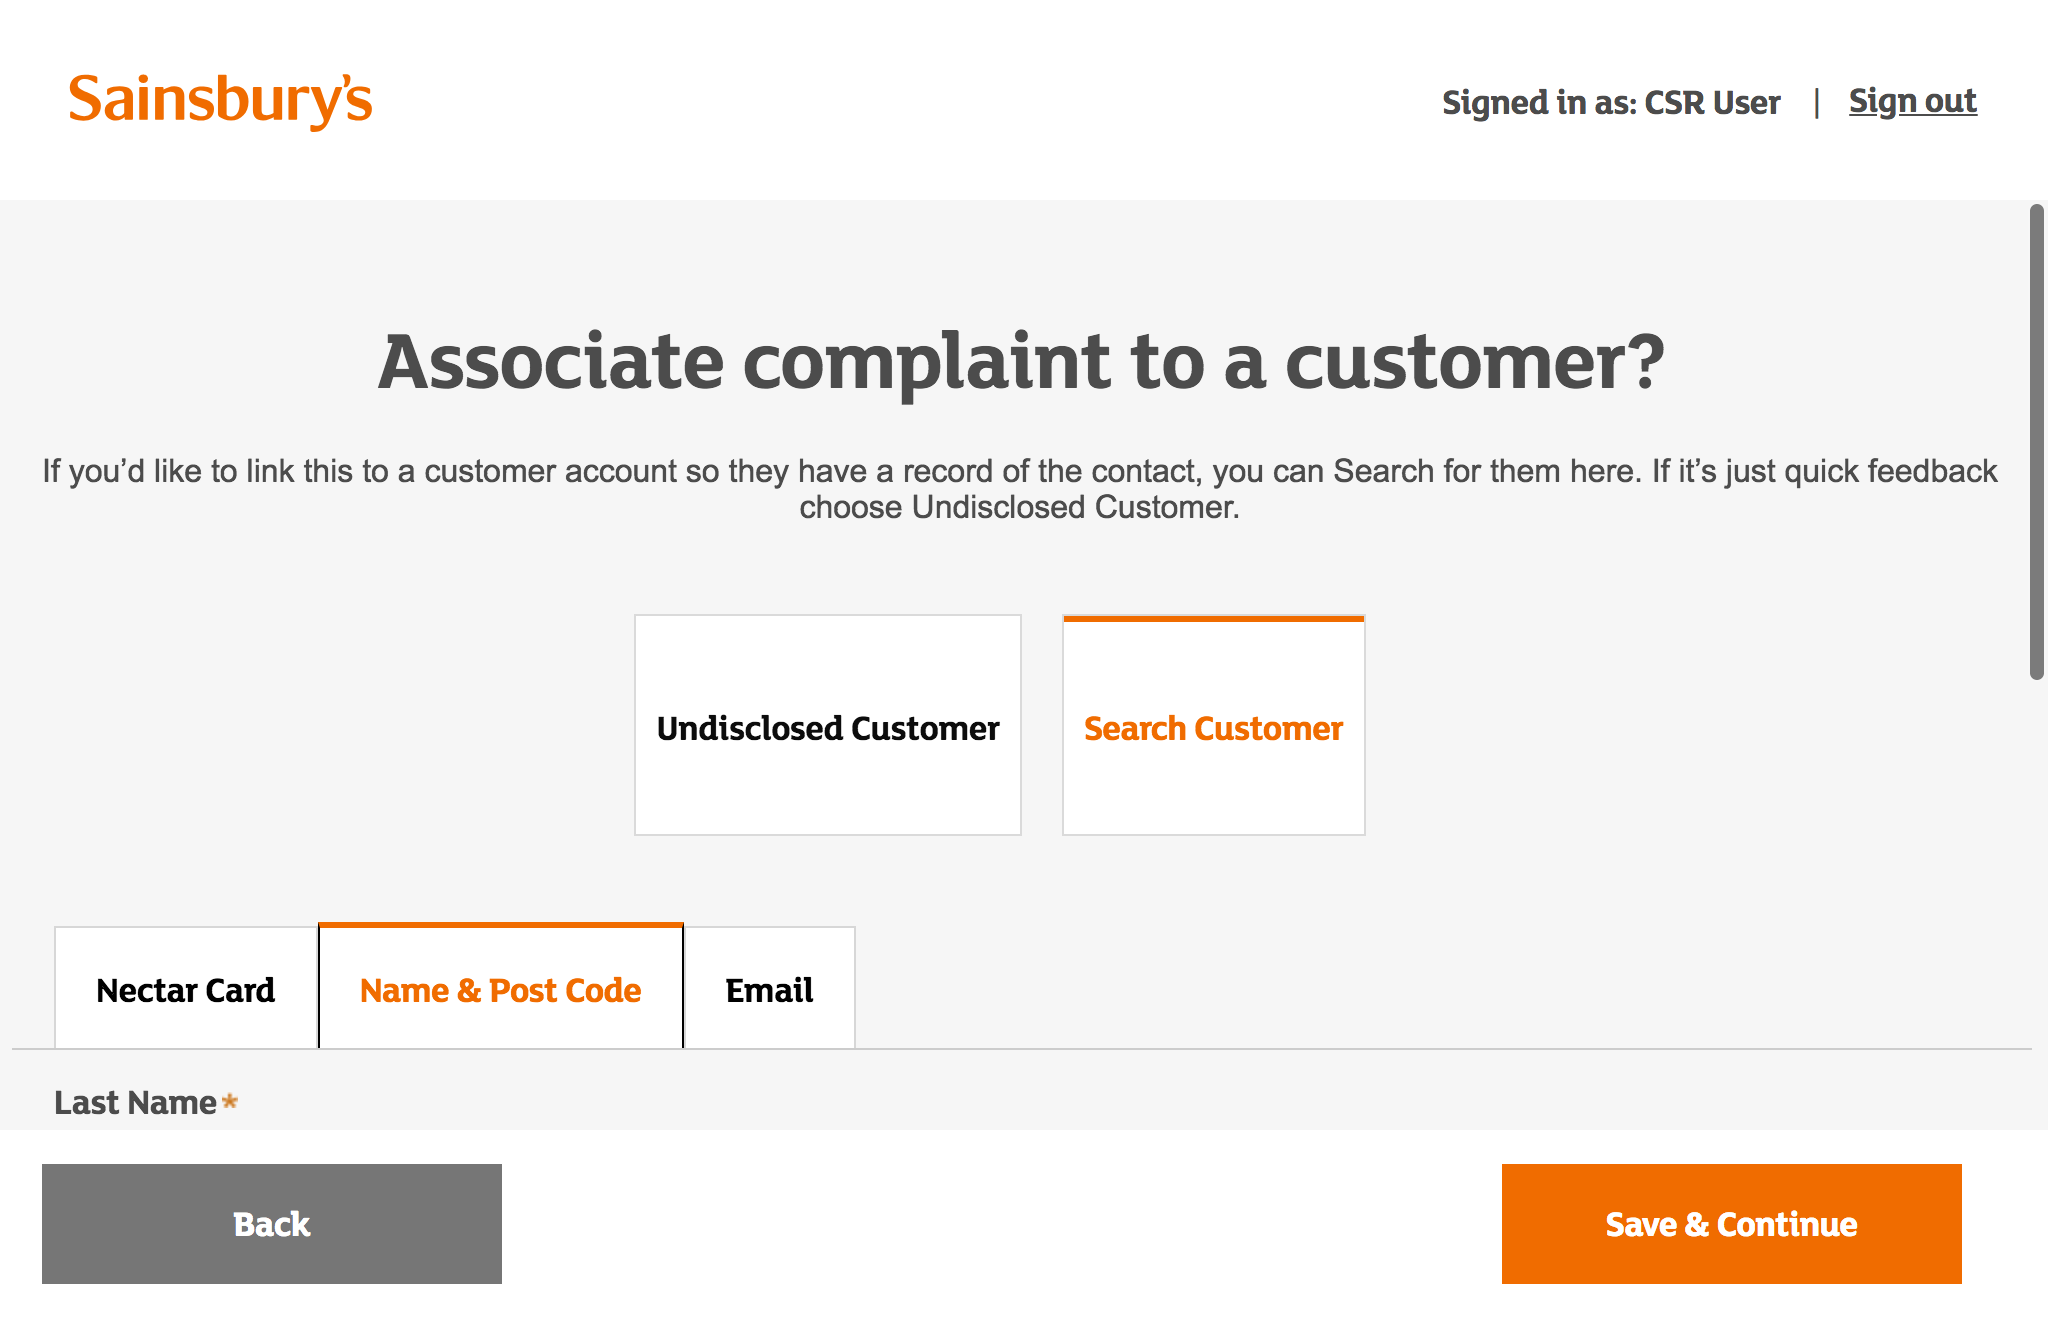 Sainsbury's
Signed in as: CSR User | Sign out
Associate complaint to a customer?
If you’d like to link this to a customer account so they have a record of the contact, you can Search for them here. If it’s just quick feedback
choose Undisclosed Customer.
Undisclosed Customer
Search Customer
Nectar Card
Name & Post Code
Email
Last Name*
Back
Save & Continue